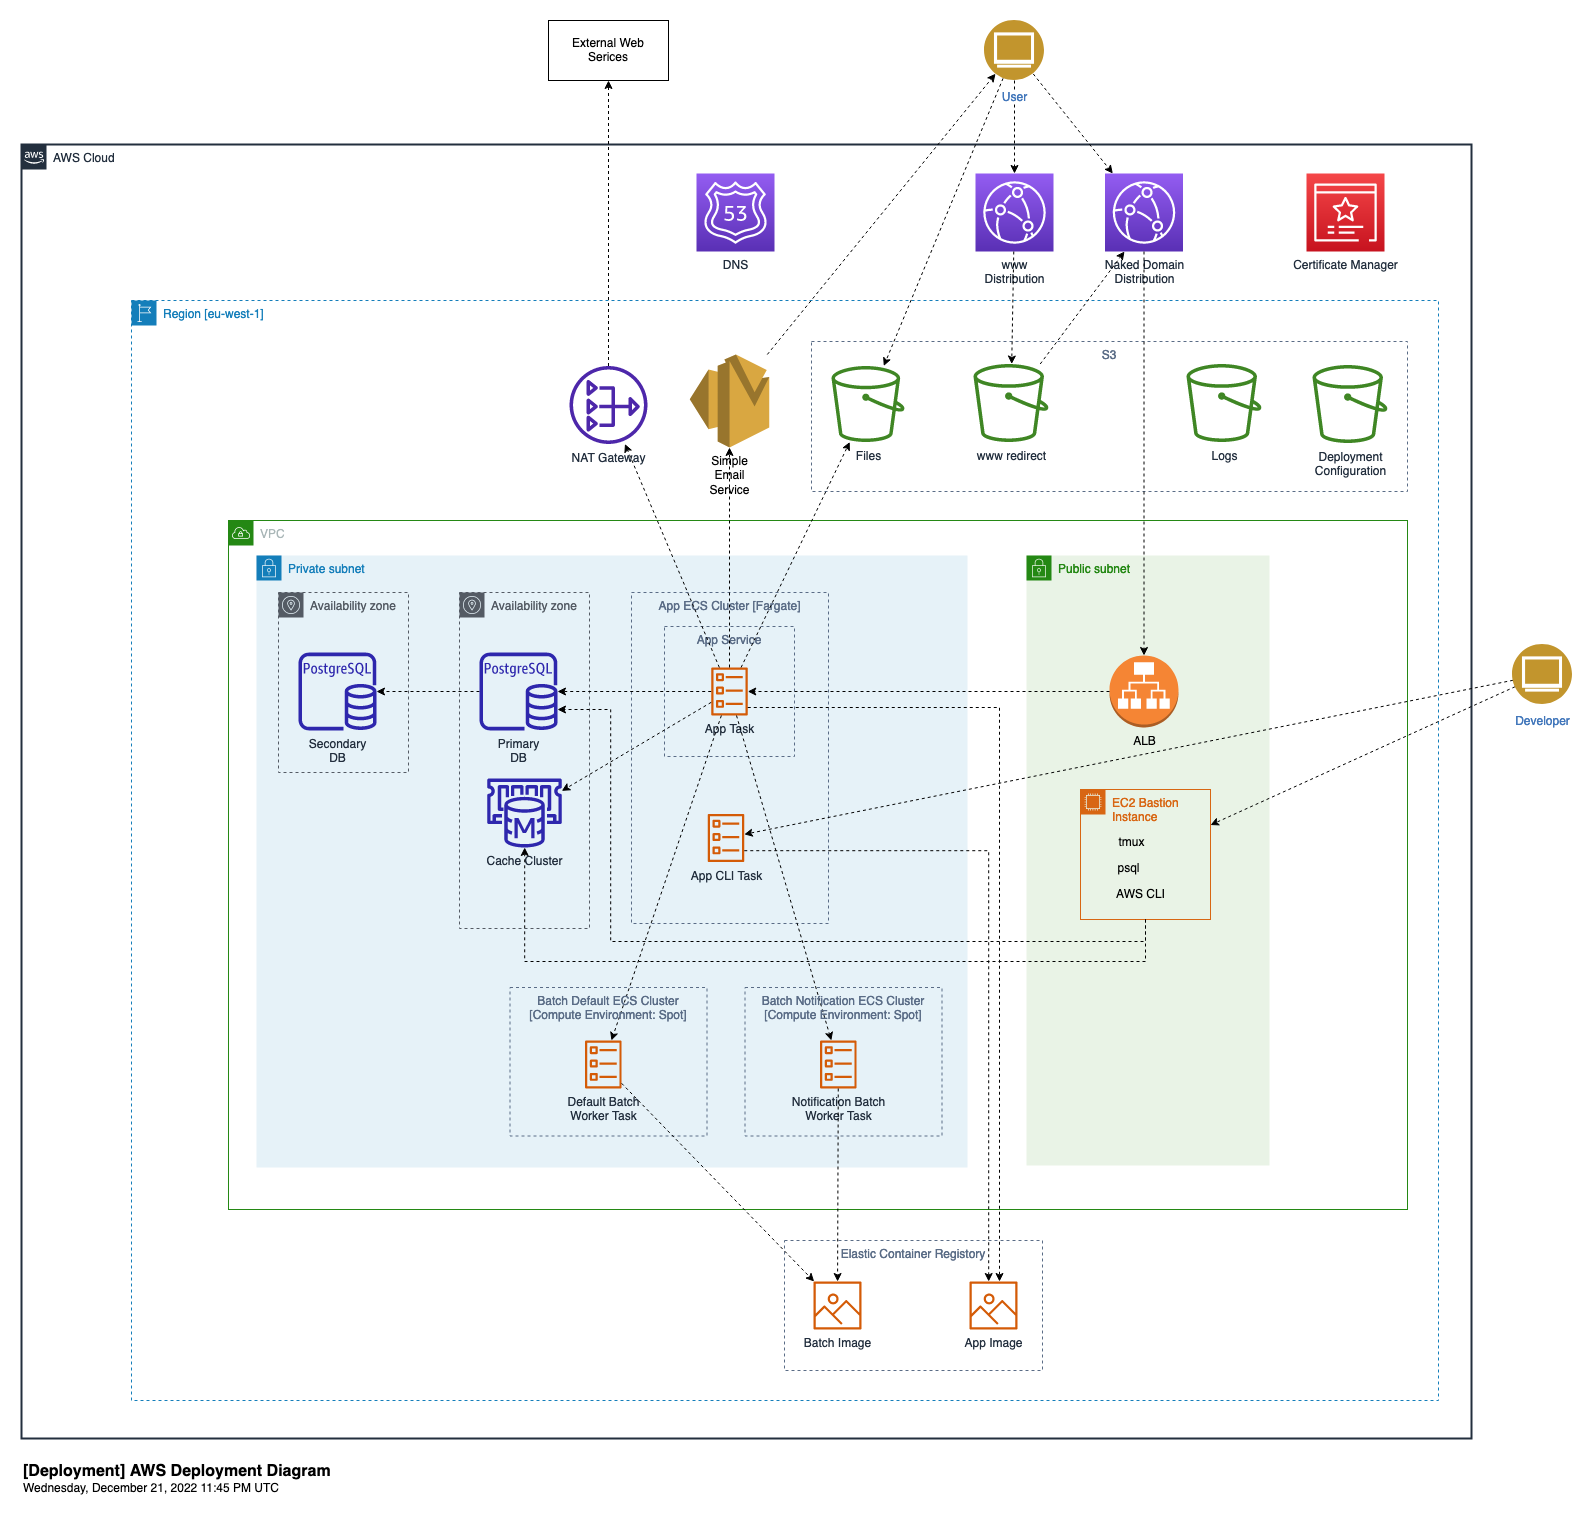 External Web
Serices
User
aws
AWS Cloud
53
DNS
www
Distribution
Naked Domain
Distribution
Certificate Manager
Region [eu-west-1]
S3
NAT Gateway
Simple
Email
Service
Files
www redirect
Logs
Deployment
Configuration
VPC
Private subnet
Public subnet
Availability zone
Availability zone
App ECS Cluster [Fargate]
App Service
PostgreSQL
PostgreSQL
Secondary
DB
Primary
DB
App Task
ALB
Developer
M
Cache Cluster
App CLI Task
EC2 Bastion
Instance
tmux
psql
AWS CLI
Batch Default ECS Cluster
[Compute Environment: Spot]
Batch Notification ECS Cluster
[Compute Environment: Spot]
Default Batch
Worker Task
Notification Batch
Worker Task
Elastic Container Registory
Batch Image
App Image
[Deployment] AWS Deployment Diagram
Wednesday, December 21, 2022 11:45 PM UTC